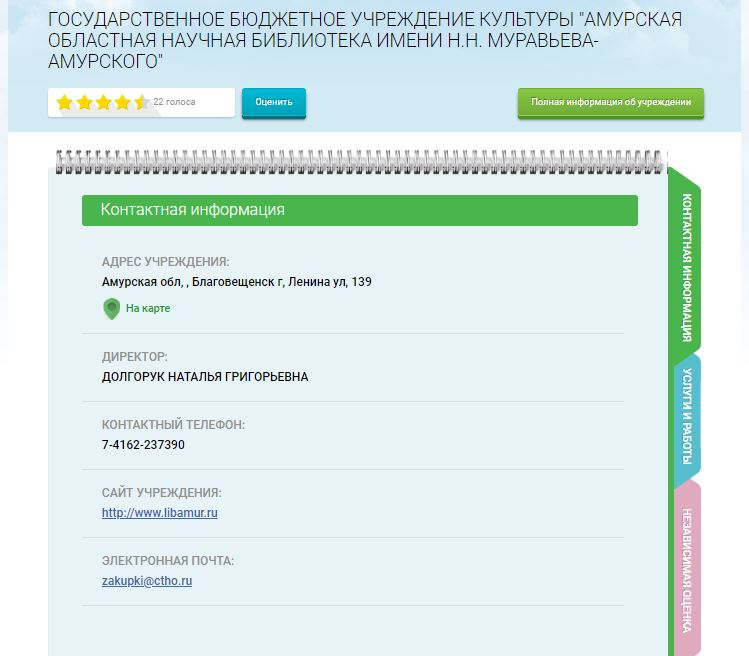 ГОСУДАРСТВЕННОЕ БЮДЖЕТНОЕ УЧРЕЖДЕНИЕ КУЛЬТУРЫ "АМУРСКАЯ
ОБЛАСТНАЯ НАУЧНАЯ БИБЛИОТЕКА ИМЕНИ Н.Н. МУРАВЬЕВА-
АМУРСКОГО"
22 голоса
Оценить
Полная информация об учреждении
Контактная информация
АДРЕС УЧРЕЖДЕНИЯ:
Амурская обл, , Благовещенск г, Ленина ул, 139
На карте
ДИРЕКТОР:
ДОЛГОРУК НАТАЛЬЯ ГРИГОРЬЕВНА
КОНТАКТНЫЙ ТЕЛЕФОН:
7-4162-237390
САЙТ УЧРЕЖДЕНИЯ:
http://www.libamur.ru
ЭЛЕКТРОННАЯ ПОЧТА:
zakupki@ctho.ru
КОНТАКТНАЯ ИНФОРМАЦИЯ
УСЛУГИ И РАБОТЫ
НЕЗАВИСИМАЯ ОЦЕНКА